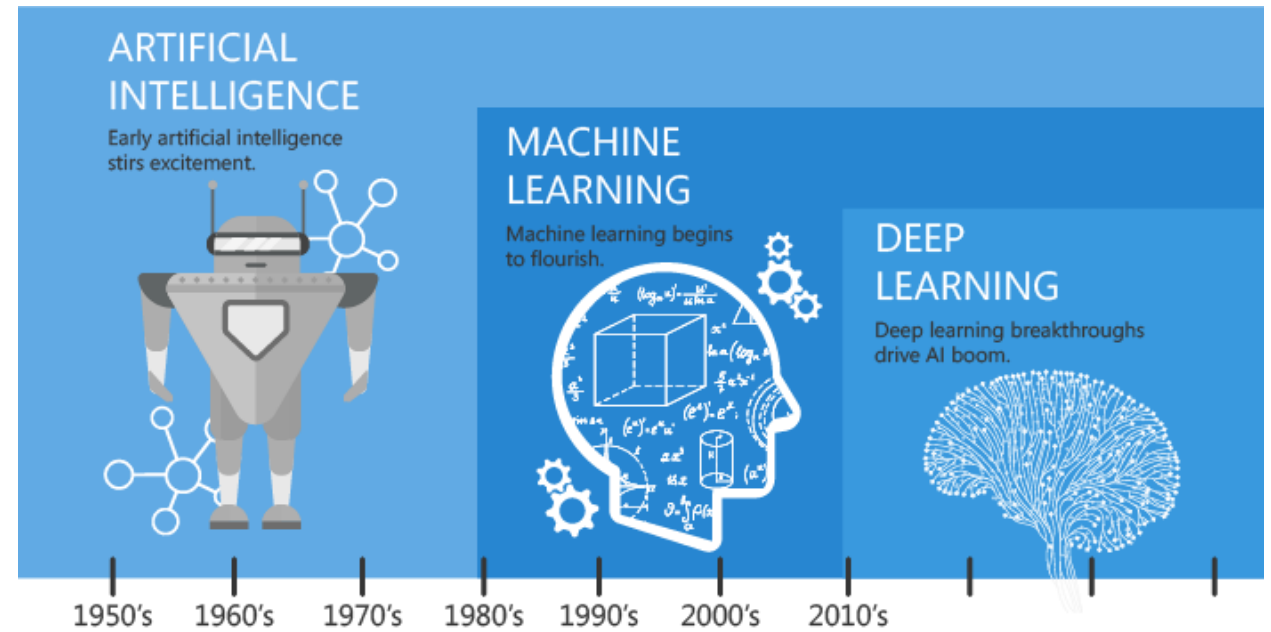 ARTIFICIAL
INTELLIGENCE
Early artificial intelligence
stirs excitement.
MACHINE
LEARNING
Machine learning begins
to flourish.
DEEP
LEARNING
Deep learning breakthroughs
drive AI boom.
1950's 1960's 1970's 1980's 1990's 2000's 2010's